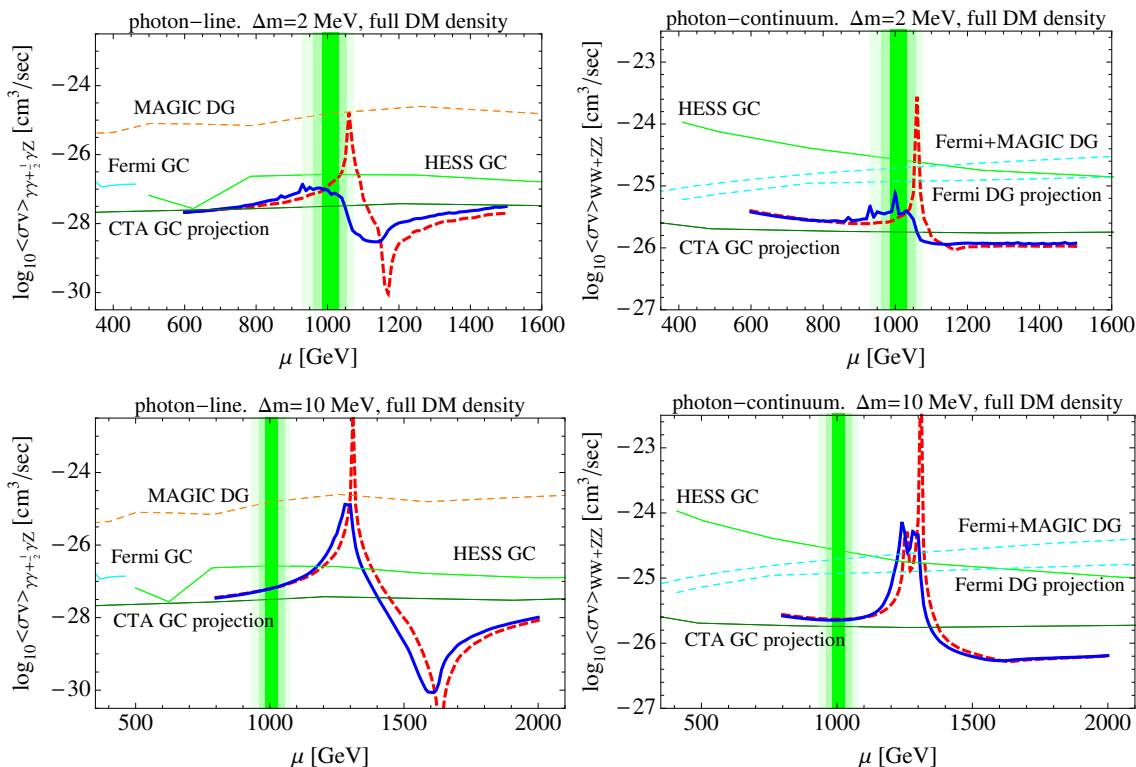 photon−line. Δm=2 MeV, full DM density
log₁₀<σv>γγ+½γZ [cm³/sec]
−24
−26
−28
−30
MAGIC DG
Fermi GC
HESS GC
CTA GC projection
400 600 800 1000 1200 1400 1600
μ [GeV]
photon−continuum. Δm=2 MeV, full DM density
log₁₀<σv>WW+ZZ [cm³/sec]
−23
−24
−25
−26
−27
HESS GC
Fermi+MAGIC DG
Fermi DG projection
CTA GC projection
400 600 800 1000 1200 1400 1600
μ [GeV]
photon−line. Δm=10 MeV, full DM density
log₁₀<σv>γγ+½γZ [cm³/sec]
−24
−26
−28
−30
MAGIC DG
Fermi GC
HESS GC
CTA GC projection
500 1000 1500 2000
μ [GeV]
photon−continuum. Δm=10 MeV, full DM density
log₁₀<σv>WW+ZZ [cm³/sec]
−23
−24
−25
−26
−27
HESS GC
Fermi+MAGIC DG
Fermi DG projection
CTA GC projection
500 1000 1500 2000
μ [GeV]